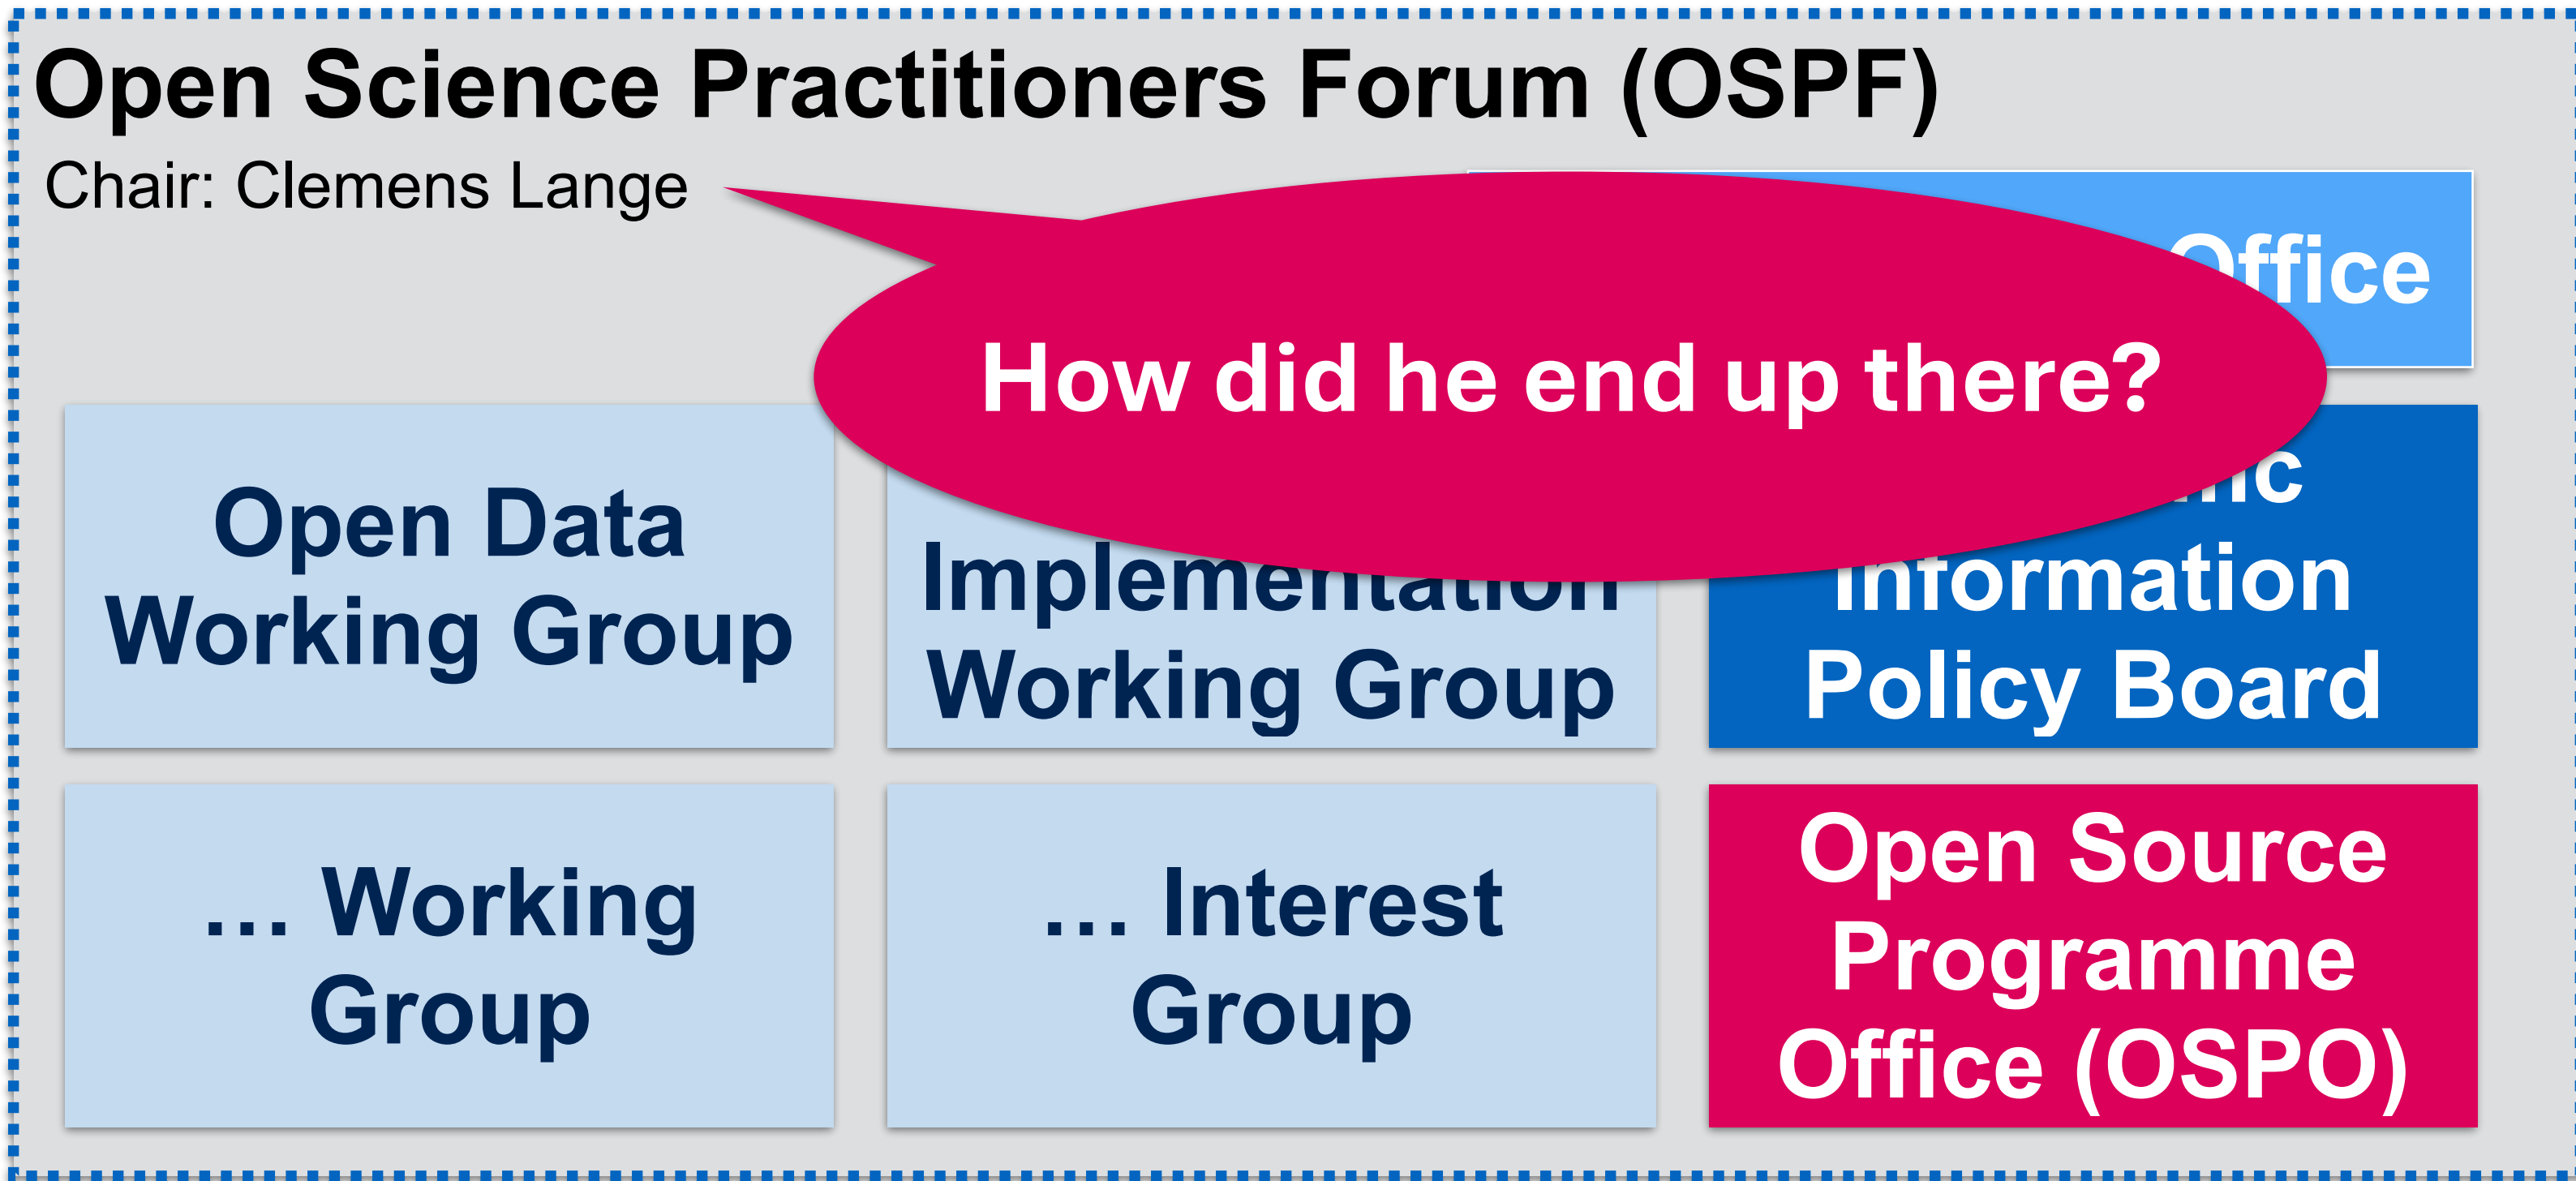 Open Science Practitioners Forum (OSPF)
Chair: Clemens Lange
Office
How did he end up there?
Open Data
Working Group
Implementation
Working Group
Information
Policy Board
… Working
Group
… Interest
Group
Open Source
Programme
Office (OSPO)